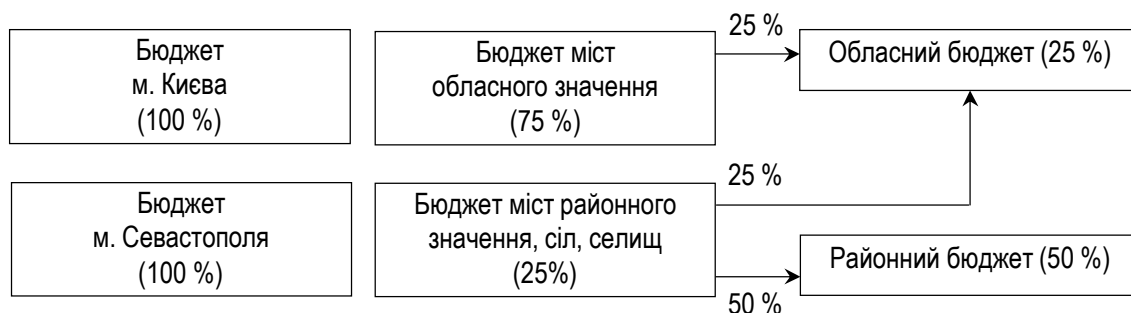 Бюджет
м. Києва
(100 %)
Бюджет міст
обласного значення
(75 %)
25 %
Обласний бюджет (25 %)
Бюджет
м. Севастополя
(100 %)
Бюджет міст районного
значення, сіл, селищ
(25%)
25 %
50 %
Районний бюджет (50 %)